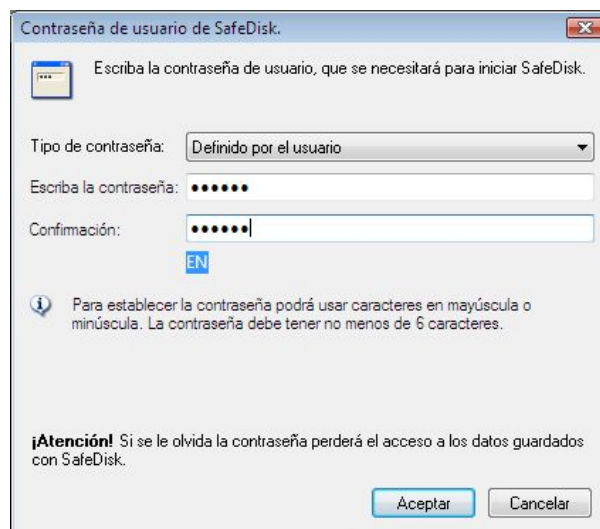 Contraseña de usuario de SafeDisk.
Escriba la contraseña de usuario, que se necesitará para iniciar SafeDisk.
Tipo de contraseña: Definido por el usuario
Escriba la contraseña: ••••••
Confirmación: ••••••
EN
Para establecer la contraseña podrá usar caracteres en mayúscula o
minúscula. La contraseña debe tener no menos de 6 caracteres.
¡Atención! Si se le olvida la contraseña perderá el acceso a los datos guardados
con SafeDisk.
Aceptar Cancelar